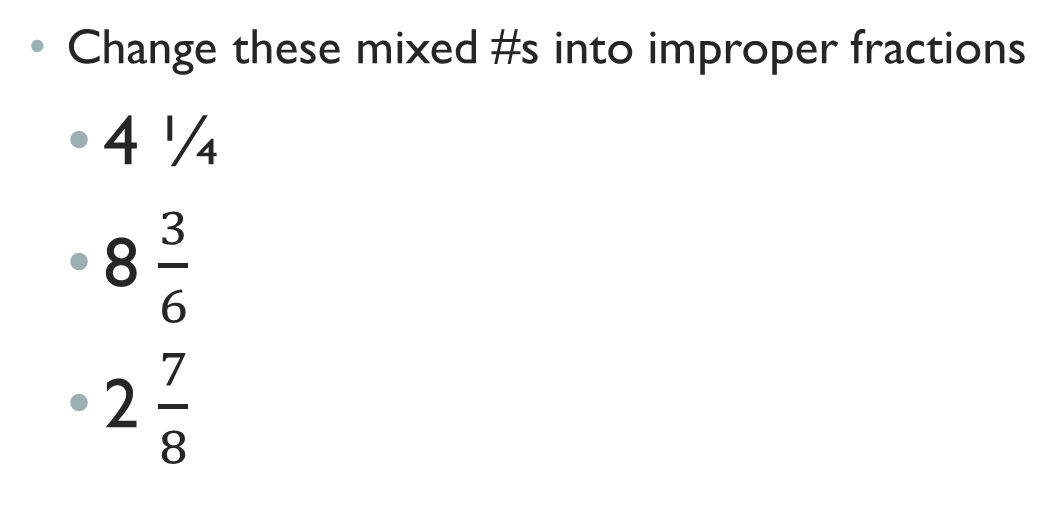 • Change these mixed #s into improper fractions
• 4 ¼
• 8 3/6
• 2 7/8